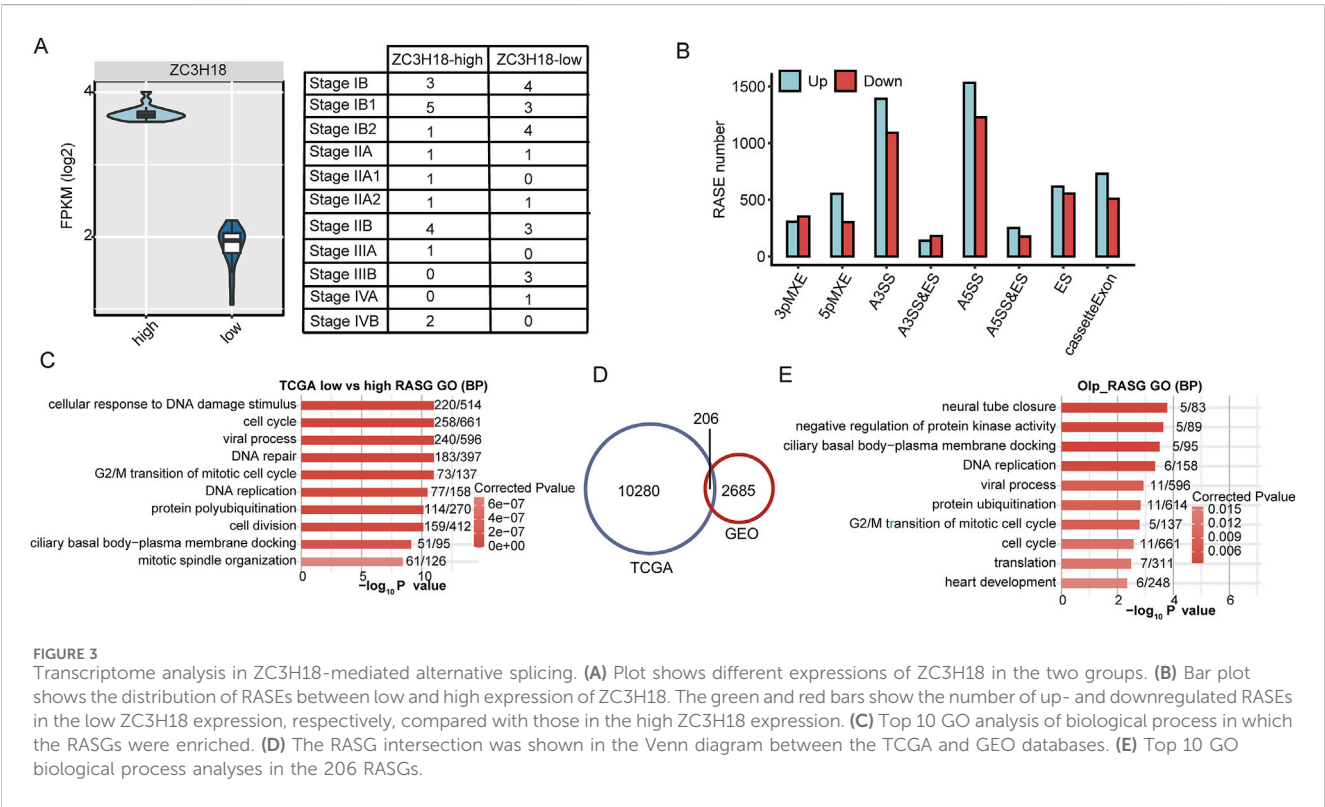 A
ZC3H18
FPKM (log2)
4
2
high
low
ZC3H18-high ZC3H18-low
Stage IB 3 4
Stage IB1 5 3
Stage IB2 1 4
Stage IIA 1 1
Stage IIA1 1 0
Stage IIA2 1 1
Stage IIB 4 3
Stage IIIA 1 0
Stage IIIB 0 3
Stage IVA 0 1
Stage IVB 2 0
B
Up Down
RASE number
1500
1000
500
0
3pMXE
5pMXE
A3SS
A3SS&ES
A5SS
A5SS&ES
ES
cassetteExon
C
TCGA low vs high RASG GO (BP)
cellular response to DNA damage stimulus 220/514
cell cycle 258/661
viral process 240/596
DNA repair 183/397
G2/M transition of mitotic cell cycle 73/137
DNA replication 77/158
protein polyubiquitination 114/270
cell division 159/412
ciliary basal body−plasma membrane docking 51/95
mitotic spindle organization 61/126
0 5 10
−log10 P value
Corrected Pvalue
6e−07
4e−07
2e−07
0e+00
D
206
10280
2685
GEO
TCGA
E
Olp_RASG GO (BP)
neural tube closure 5/83
negative regulation of protein kinase activity 5/89
ciliary basal body−plasma membrane docking 5/95
DNA replication 6/158
viral process 11/596
protein ubiquitination 11/614
G2/M transition of mitotic cell cycle 5/137
cell cycle 11/661
translation 7/311
heart development 6/248
0 2 4 6
−log10 P value
Corrected Pvalue
0.015
0.012
0.009
0.006
FIGURE 3
Transcriptome analysis in ZC3H18-mediated alternative splicing. (A) Plot shows different expressions of ZC3H18 in the two groups. (B) Bar plot
shows the distribution of RASEs between low and high expression of ZC3H18. The green and red bars show the number of up- and downregulated RASEs
in the low ZC3H18 expression, respectively, compared with those in the high ZC3H18 expression. (C) Top 10 GO analysis of biological process in which
the RASGs were enriched. (D) The RASG intersection was shown in the Venn diagram between the TCGA and GEO databases. (E) Top 10 GO
biological process analyses in the 206 RASGs.